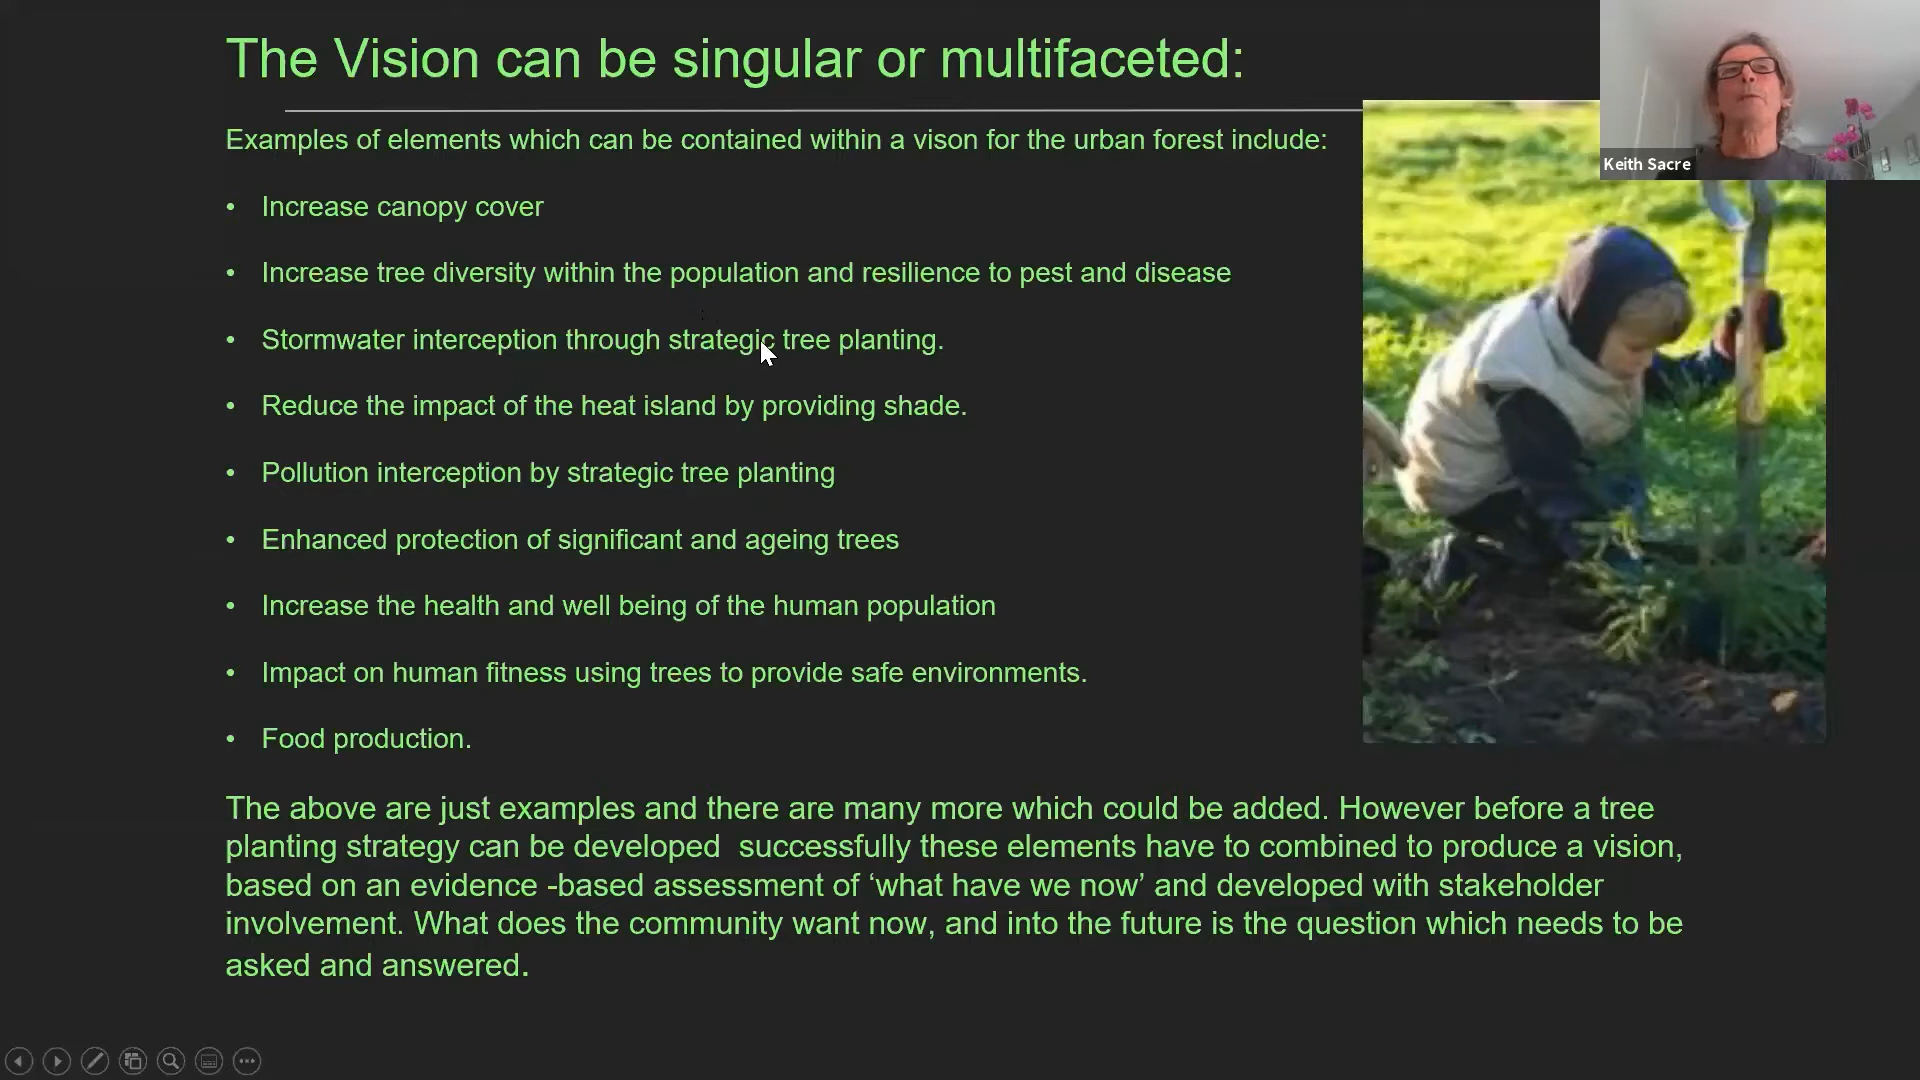 The Vision can be singular or multifaceted:
Keith Sacre
Examples of elements which can be contained within a vison for the urban forest include:
• Increase canopy cover
• Increase tree diversity within the population and resilience to pest and disease
• Stormwater interception through strategic tree planting.
• Reduce the impact of the heat island by providing shade.
• Pollution interception by strategic tree planting
• Enhanced protection of significant and ageing trees
• Increase the health and well being of the human population
• Impact on human fitness using trees to provide safe environments.
• Food production.
The above are just examples and there are many more which could be added. However before a tree
planting strategy can be developed  successfully these elements have to combined to produce a vision,
based on an evidence -based assessment of ‘what have we now’ and developed with stakeholder
involvement. What does the community want now, and into the future is the question which needs to be
asked and answered.